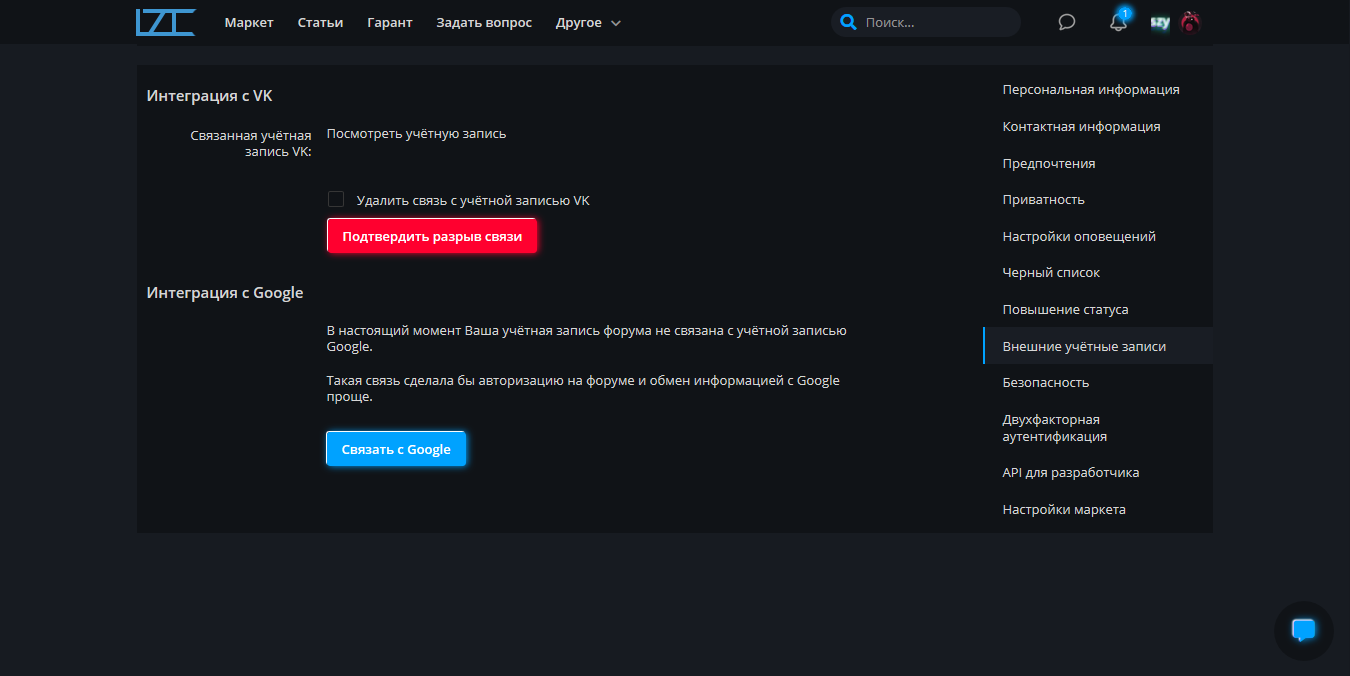 LZT
Маркет
Статьи
Гарант
Задать вопрос
Другое
Поиск...
1
szy
Интеграция с VK
Связанная учётная
запись VK:
Посмотреть учётную запись
Удалить связь с учётной записью VK
Подтвердить разрыв связи
Интеграция с Google
В настоящий момент Ваша учётная запись форума не связана с учётной записью
Google.
Такая связь сделала бы авторизацию на форуме и обмен информацией с Google
проще.
Связать с Google
Персональная информация
Контактная информация
Предпочтения
Приватность
Настройки оповещений
Черный список
Повышение статуса
Внешние учётные записи
Безопасность
Двухфакторная
аутентификация
API для разработчика
Настройки маркета